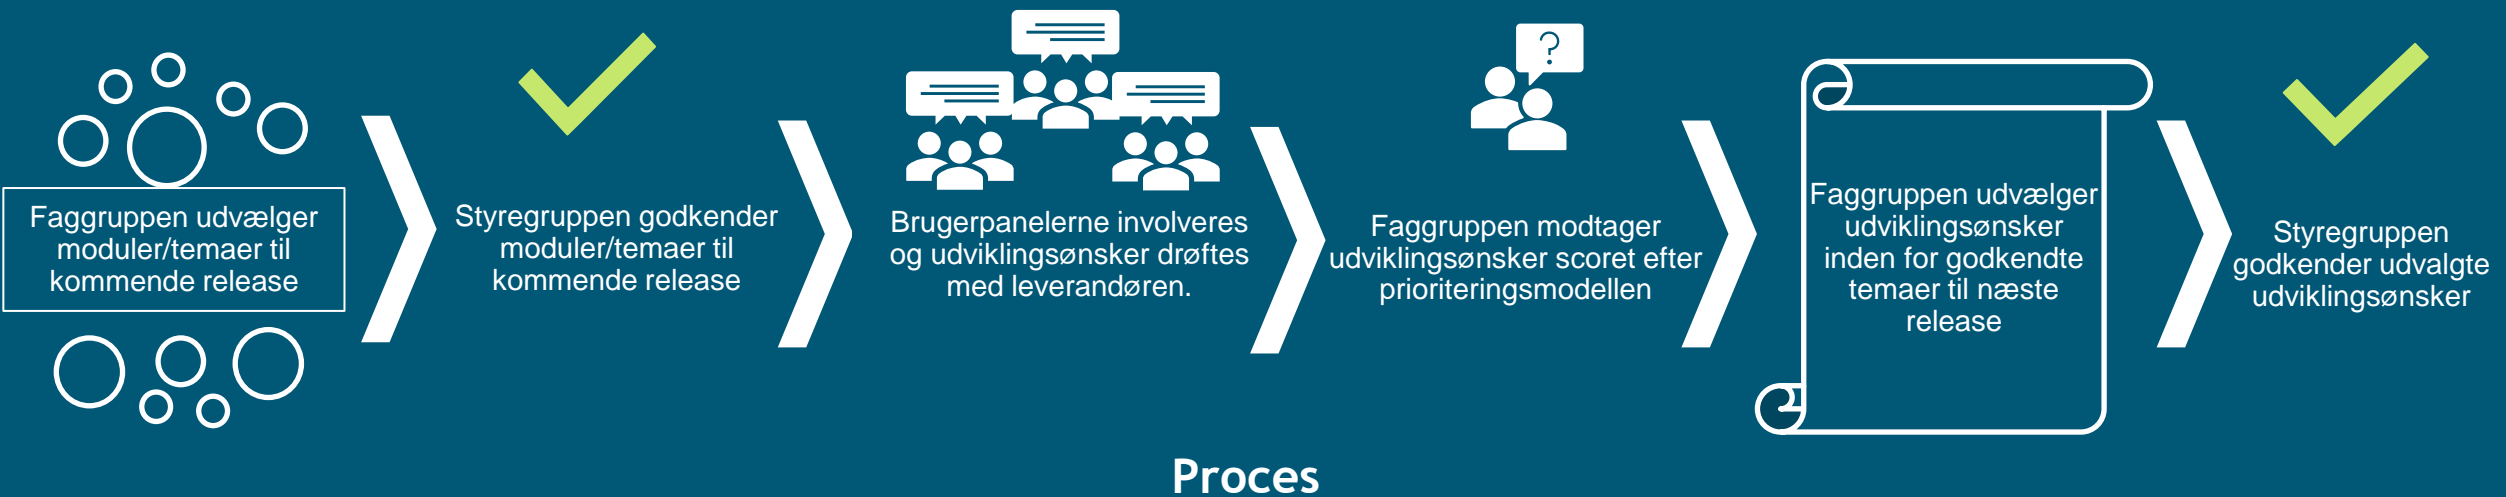 Faggruppen udvælger
moduler/temaer til
kommende release
Styregruppen godkender
moduler/temaer til
kommende release
Brugerpanelerne involveres
og udviklingsønsker drøftes
med leverandøren.
?
Faggruppen modtager
udviklingsønsker scoret efter
prioriteringsmodellen
Faggruppen udvælger
udviklingsønsker
inden for godkendte
temaer til næste
release
Styregruppen
godkender udvalgte
udviklingsønsker
Proces